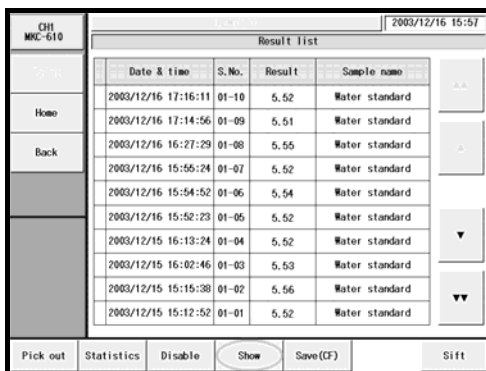 CH1
MKC-610
2003/12/16 15:57
Result list
Date & time S.No. Result Sample name
2003/12/16 17:16:11 01-10 5.52 Water standard
2003/12/16 17:14:56 01-09 5.51 Water standard
2003/12/16 16:27:29 01-08 5.55 Water standard
2003/12/16 15:55:24 01-07 5.52 Water standard
2003/12/16 15:54:52 01-06 5.54 Water standard
2003/12/16 15:52:23 01-05 5.52 Water standard
2003/12/15 16:13:24 01-04 5.52 Water standard
2003/12/15 16:02:46 01-03 5.53 Water standard
2003/12/15 15:15:38 01-02 5.56 Water standard
2003/12/15 15:12:52 01-01 5.52 Water standard
Home
Back
Pick out Statistics Disable Show Save(CF) Sift